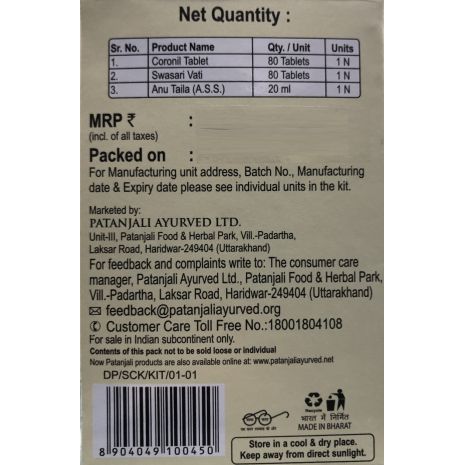 Net Quantity :
Sr. No. Product Name Qty. / Unit Units
1. Coronil Tablet 80 Tablets 1 N
2. Swasari Vati 80 Tablets 1 N
3. Anu Taila (A.S.S.) 20 ml 1 N
MRP ₹ :
(incl. of all taxes)
Packed on :
For Manufacturing unit address, Batch No., Manufacturing
date & Expiry date please see individual units in the kit.
Marketed by:
PATANJALI AYURVED LTD.
Unit-III, Patanjali Food & Herbal Park, Vill.-Padartha,
Laksar Road, Haridwar-249404 (Uttarakhand)
For feedback and complaints write to: The consumer care
manager, Patanjali Ayurved Ltd., Patanjali Food & Herbal Park,
Vill.-Padartha, Laksar Road, Haridwar-249404 (Uttarakhand)
feedback@patanjaliayurved.org
Customer Care Toll Free No.:18001804108
For sale in Indian subcontinent only.
Contents of this pack not to be sold loose or individual
Now Patanjali products are also available online at: www.patanjaliayurved.net
DP/SCK/KIT/01-01
8 904049 100450
एक कदम स्वच्छता की ओर
Recycle
भारत में निर्मित
MADE IN BHARAT
Store in a cool & dry place.
Keep away from direct sunlight.